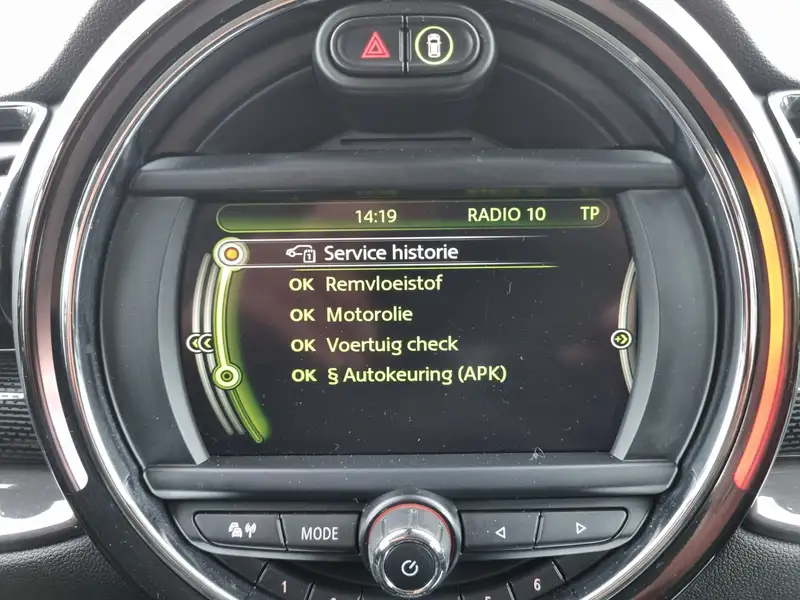 14:19 RADIO 10 TP
Service historie
OK Remvloeistof
OK Motorolie
OK Voertuig check
OK § Autokeuring (APK)
MODE
1 6